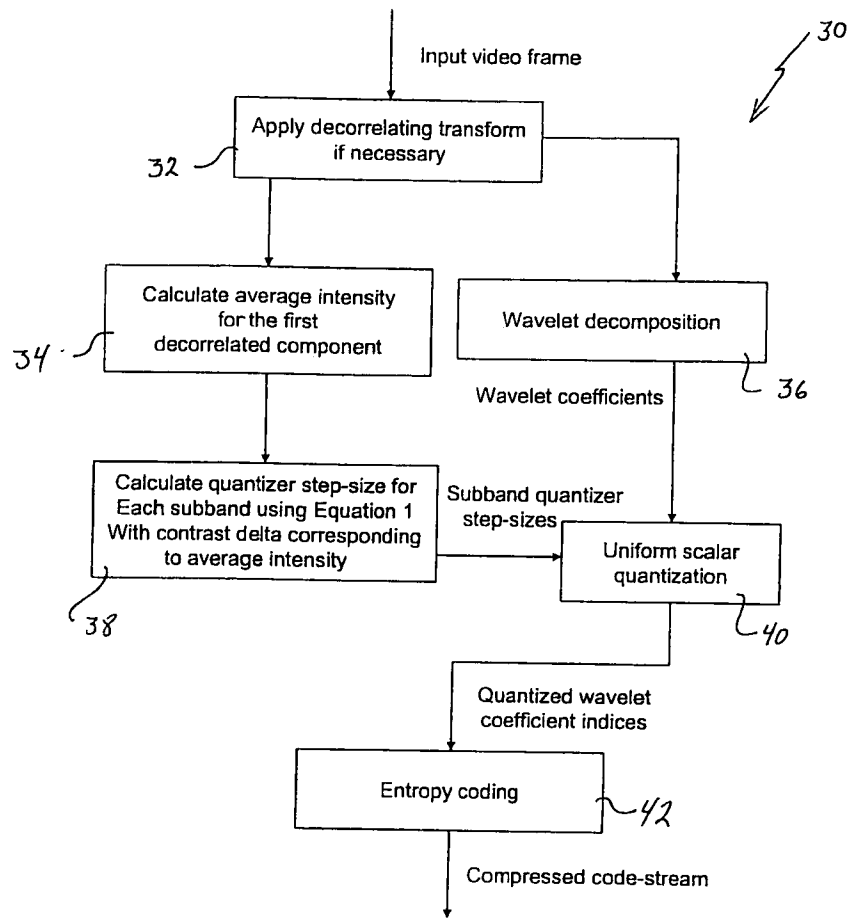 Input video frame
30
Apply decorrelating transform
if necessary
32
Calculate average intensity
for the first
decorrelated component
34
Wavelet decomposition
36
Wavelet coefficients
Calculate quantizer step-size for
Each subband using Equation 1
With contrast delta corresponding
to average intensity
38
Subband quantizer
step-sizes
Uniform scalar
quantization
40
Quantized wavelet
coefficient indices
Entropy coding
42
Compressed code-stream